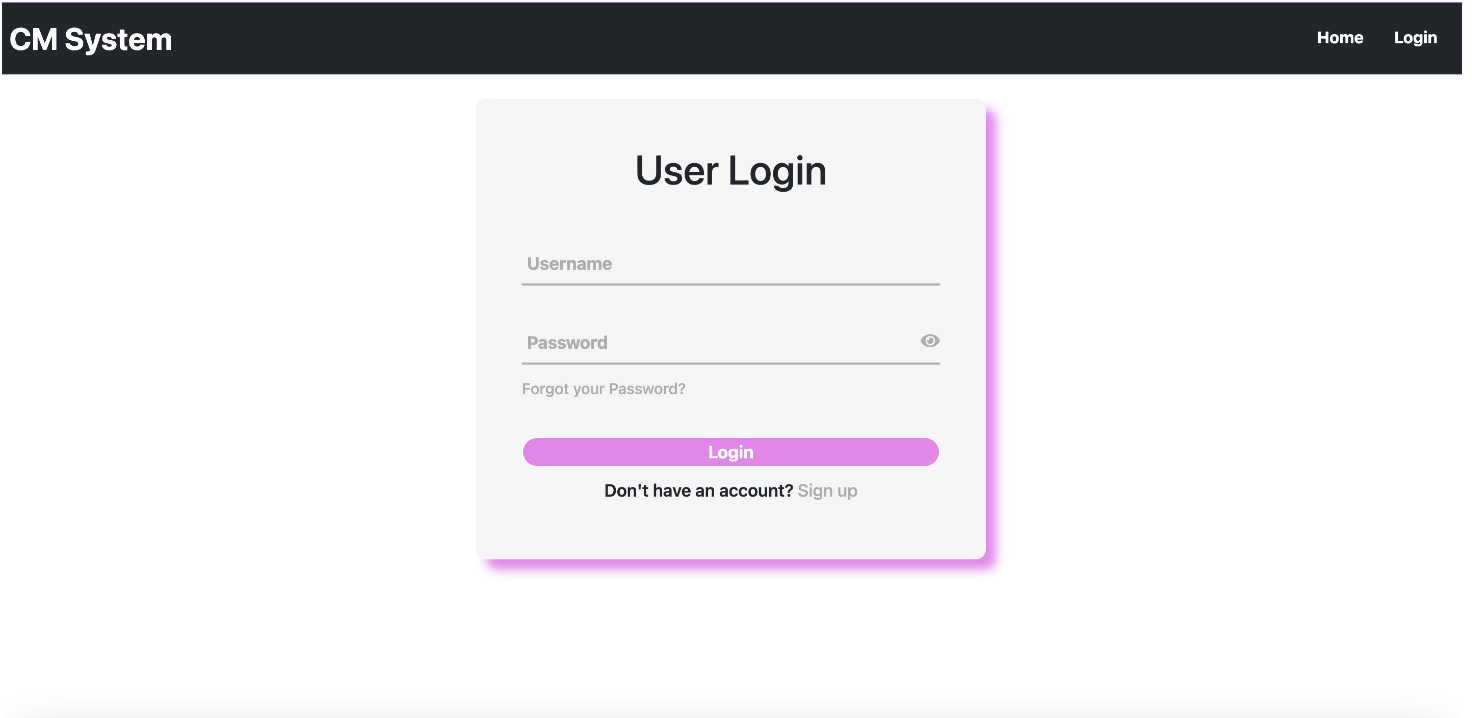 CM System
Home Login
User Login
Username
Password
Forgot your Password?
Login
Don't have an account? Sign up